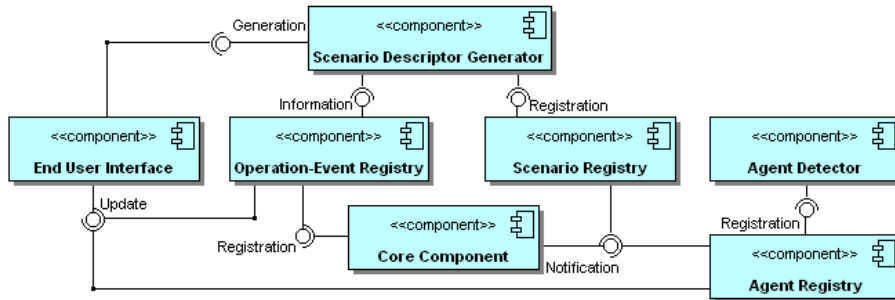 Generation
<<component>>
Scenario Descriptor Generator
Information
Registration
<<component>>
End User Interface
<<component>>
Operation-Event Registry
<<component>>
Scenario Registry
<<component>>
Agent Detector
Update
Registration
<<component>>
Core Component
Notification
Registration
<<component>>
Agent Registry